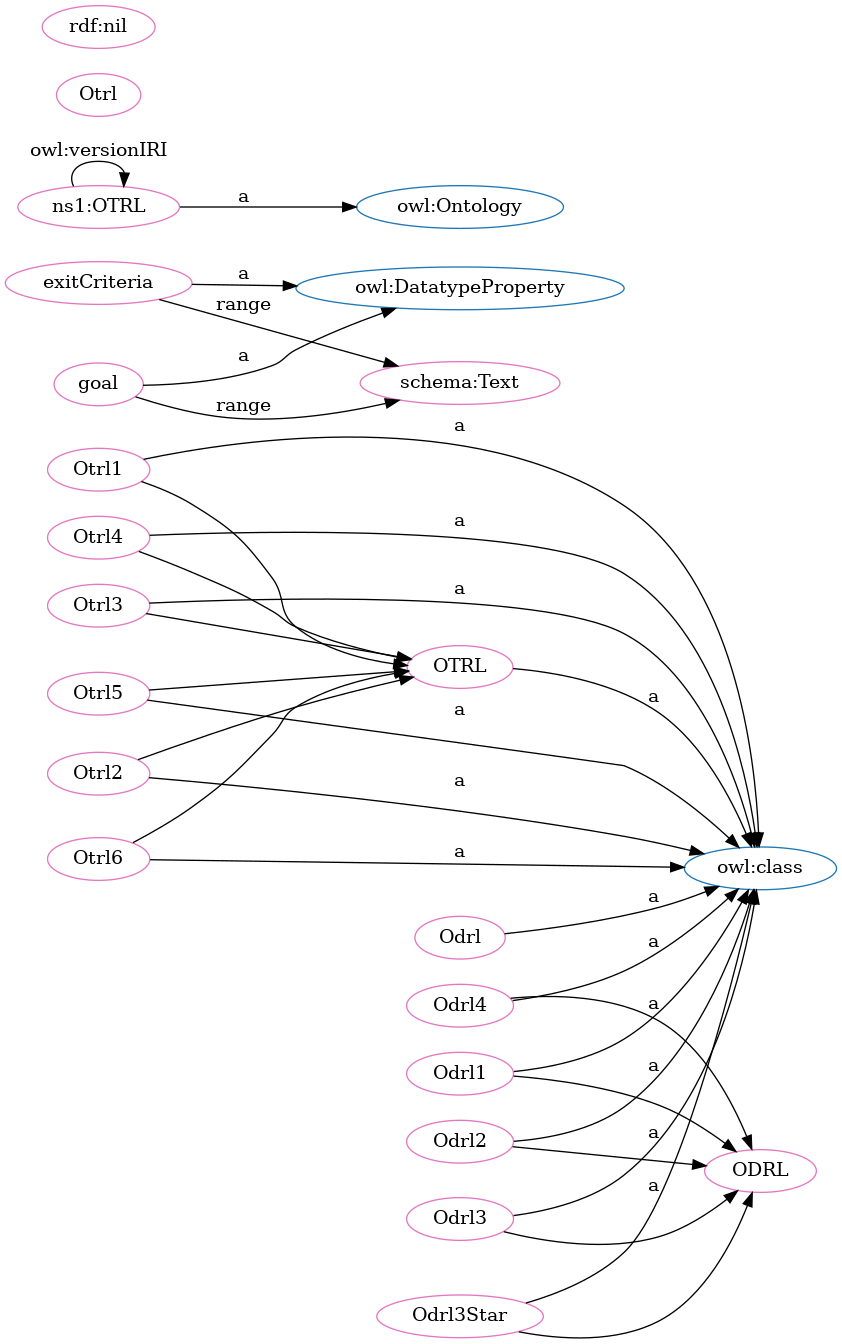 rdf:nil
Otrl
owl:versionIRI
ns1:OTRL
a
owl:Ontology
exitCriteria
a
owl:DatatypeProperty
range
a
goal
schema:Text
range
a
Otrl1
a
Otrl4
a
Otrl3
OTRL
Otrl5
a
a
Otrl2
a
Otrl6
a
owl:class
a
Odrl
a
Odrl4
a
Odrl1
a
Odrl2
a
ODRL
a
Odrl3
Odrl3Star